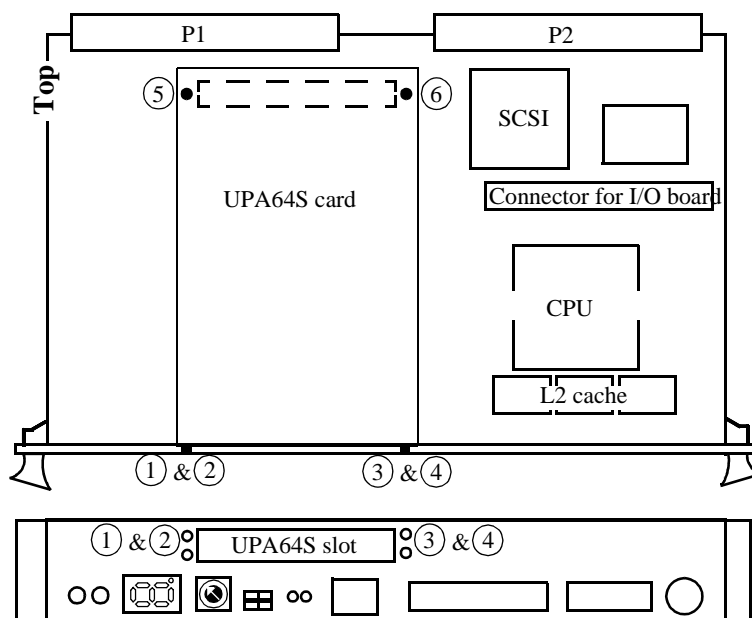 P1
P2
Top
5
6
SCSI
UPA64S card
Connector for I/O board
CPU
L2 cache
1 & 2
3 & 4
1 & 2
UPA64S slot
3 & 4